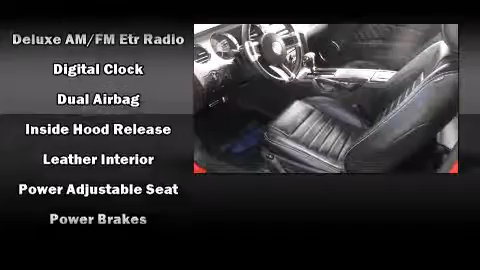 Deluxe AM/FM Etr Radio
Digital Clock
Dual Airbag
Inside Hood Release
Leather Interior
Power Adjustable Seat
Power Brakes